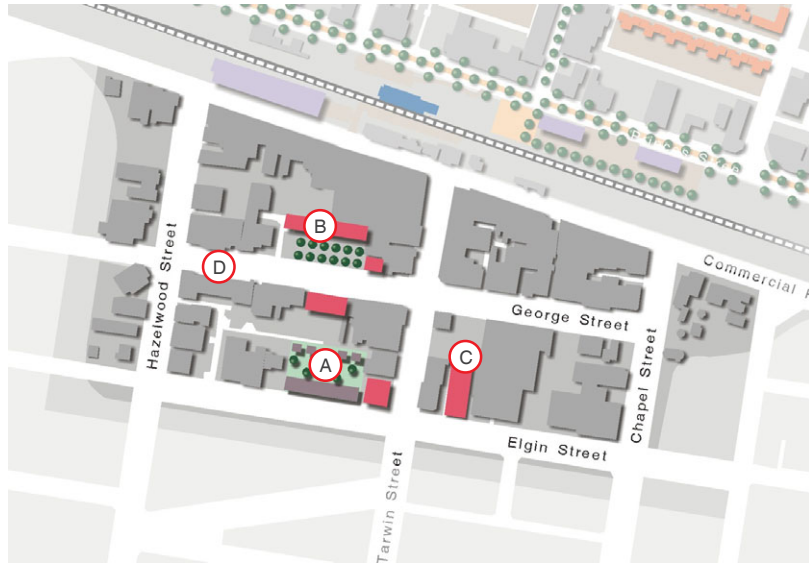 Commercial
B
D
Hazelwood Street
George Street
A
C
Chapel Street
Elgin Street
Tarwin Street